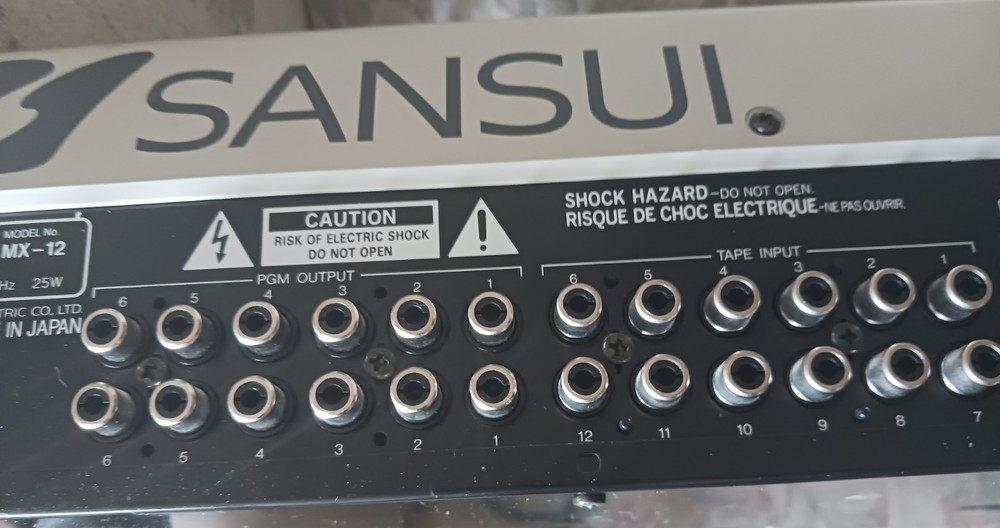 SANSUI
MODEL No.
MX-12
Hz 25W
TRIC CO. LTD.
IN JAPAN
CAUTION
RISK OF ELECTRIC SHOCK
DO NOT OPEN
SHOCK HAZARD-DO NOT OPEN.
RISQUE DE CHOC ELECTRIQUE-NE PAS OUVRIR.
PGM OUTPUT
TAPE INPUT
6 5 4 3 2 1
6 5 4 3 2 1
6 5 4 3 2 1
12 11 10 9 8 7